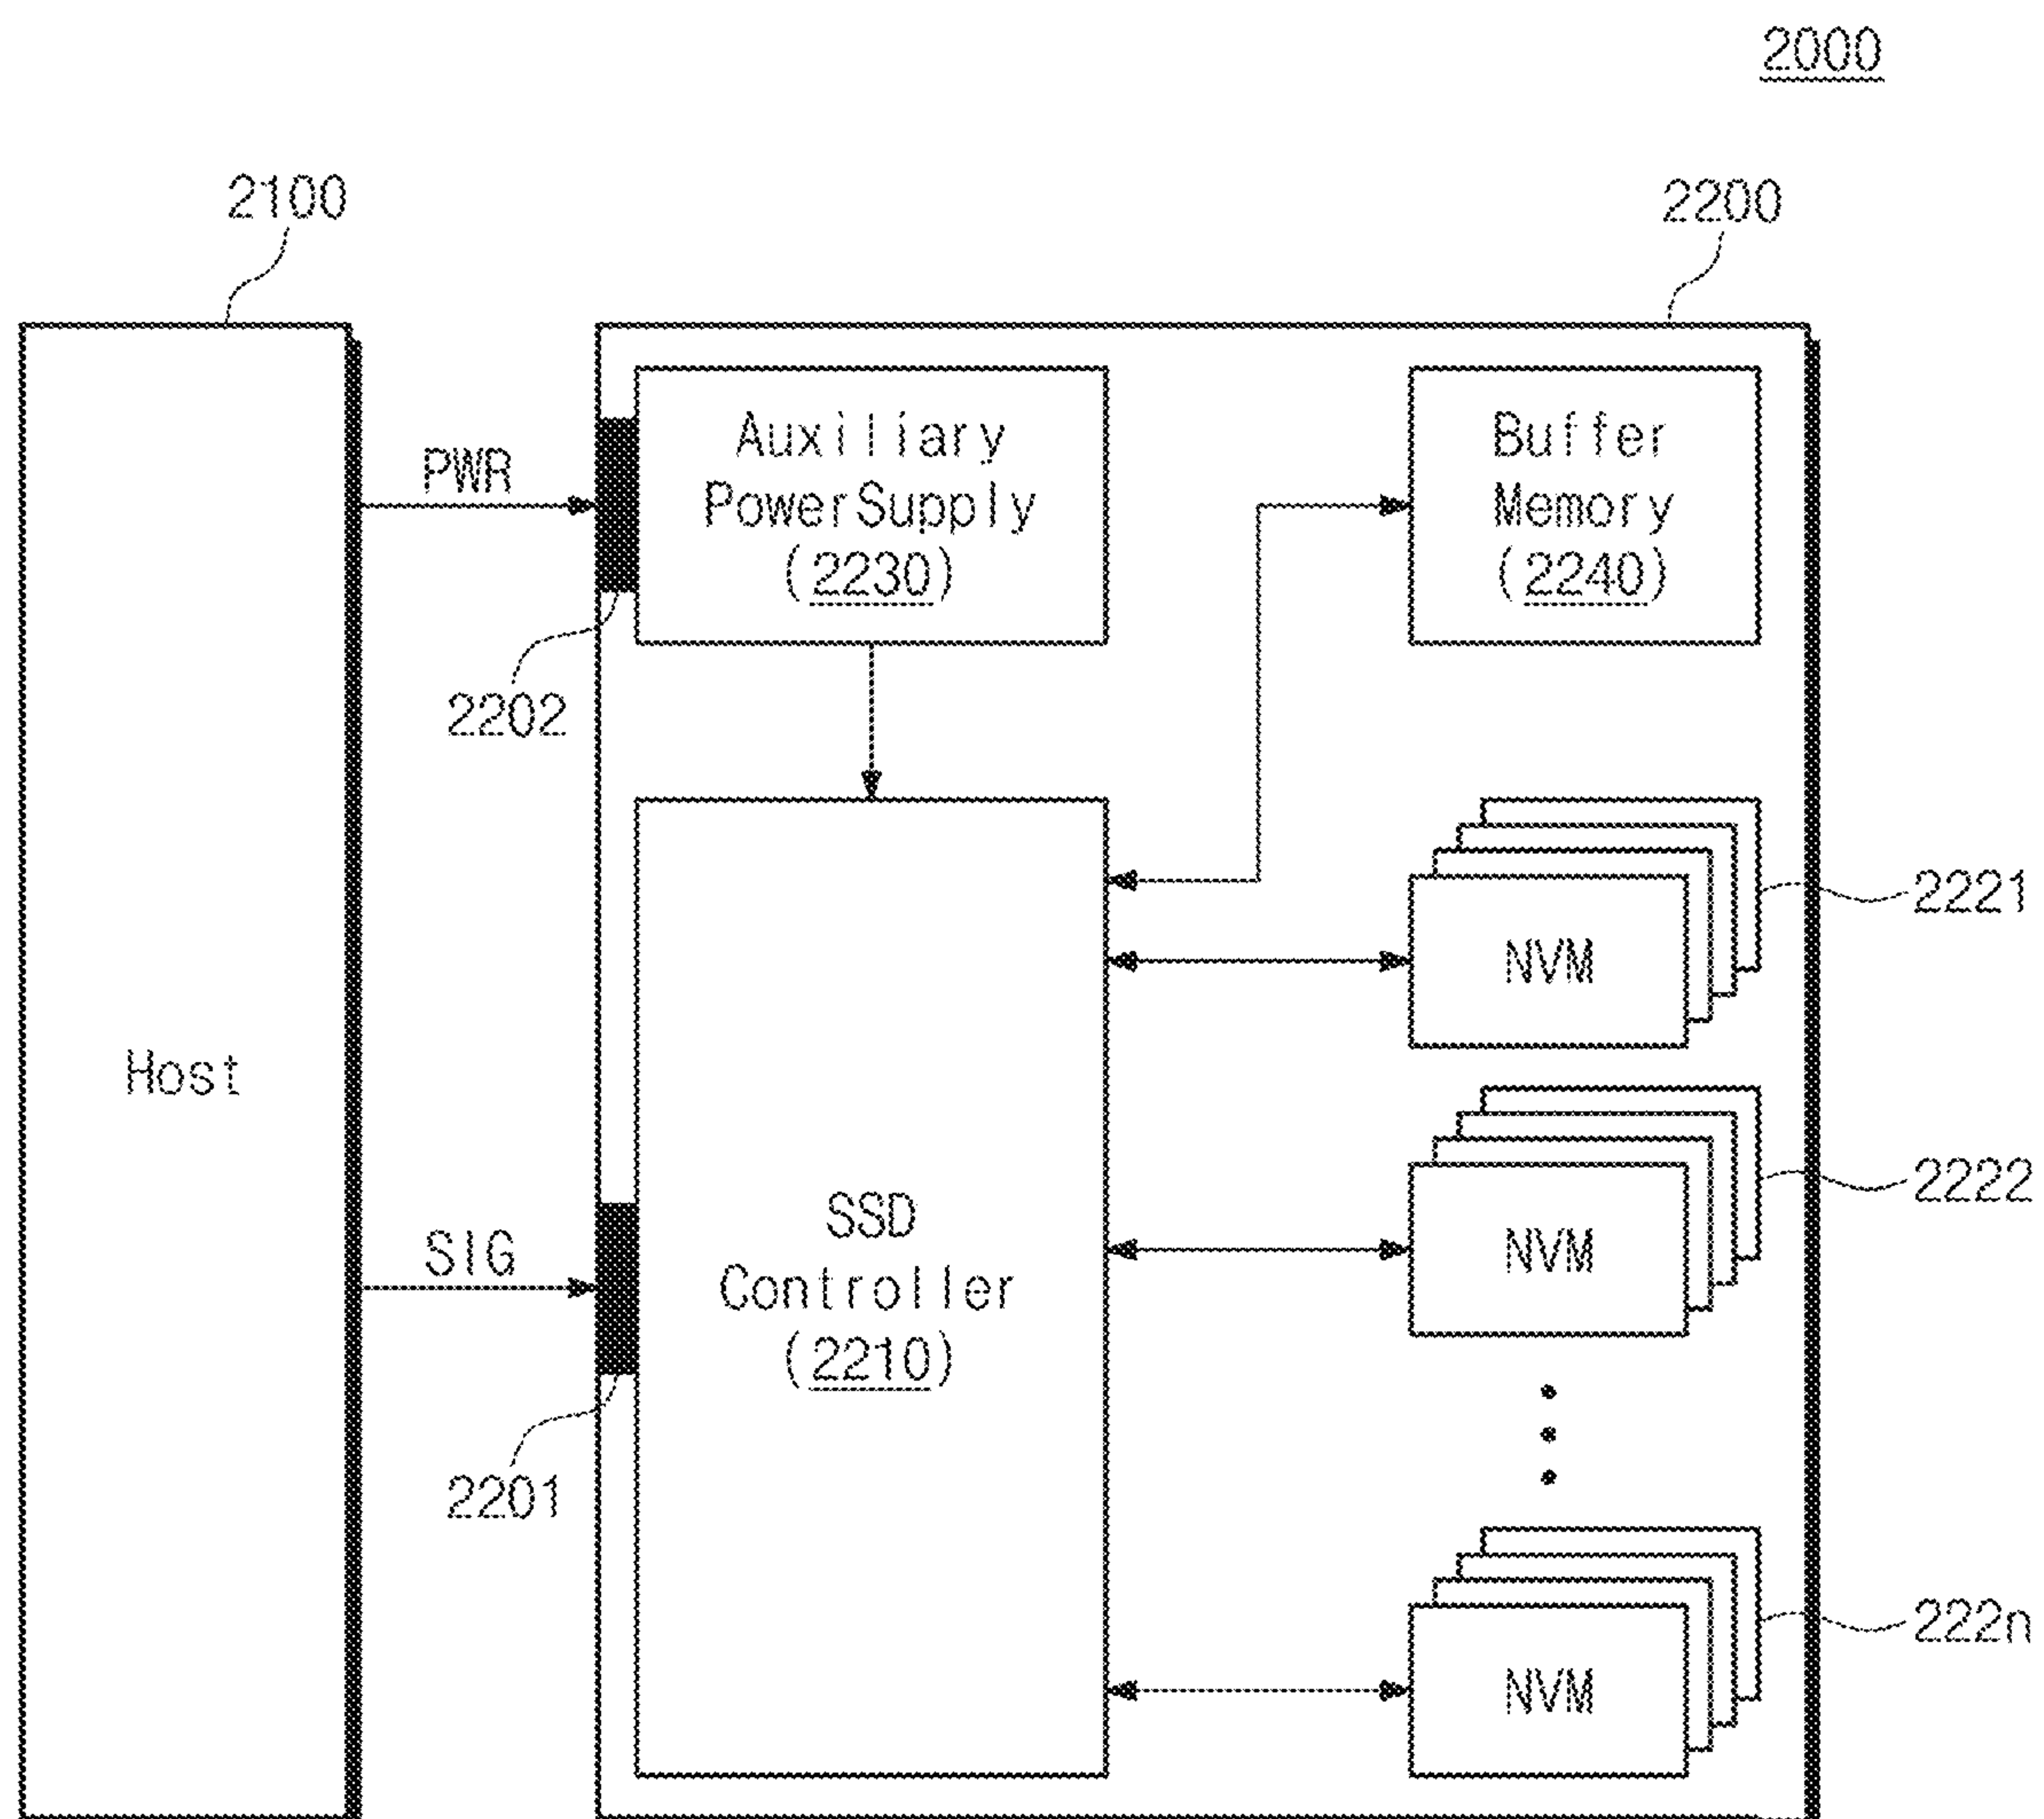 2000
2100
2200
PWR
Auxiliary
PowerSupply
(2230)
Buffer
Memory
(2240)
2202
2221
NVM
Host
2222
NVM
SIG
SSD
Controller
(2210)
2201
222n
NVM